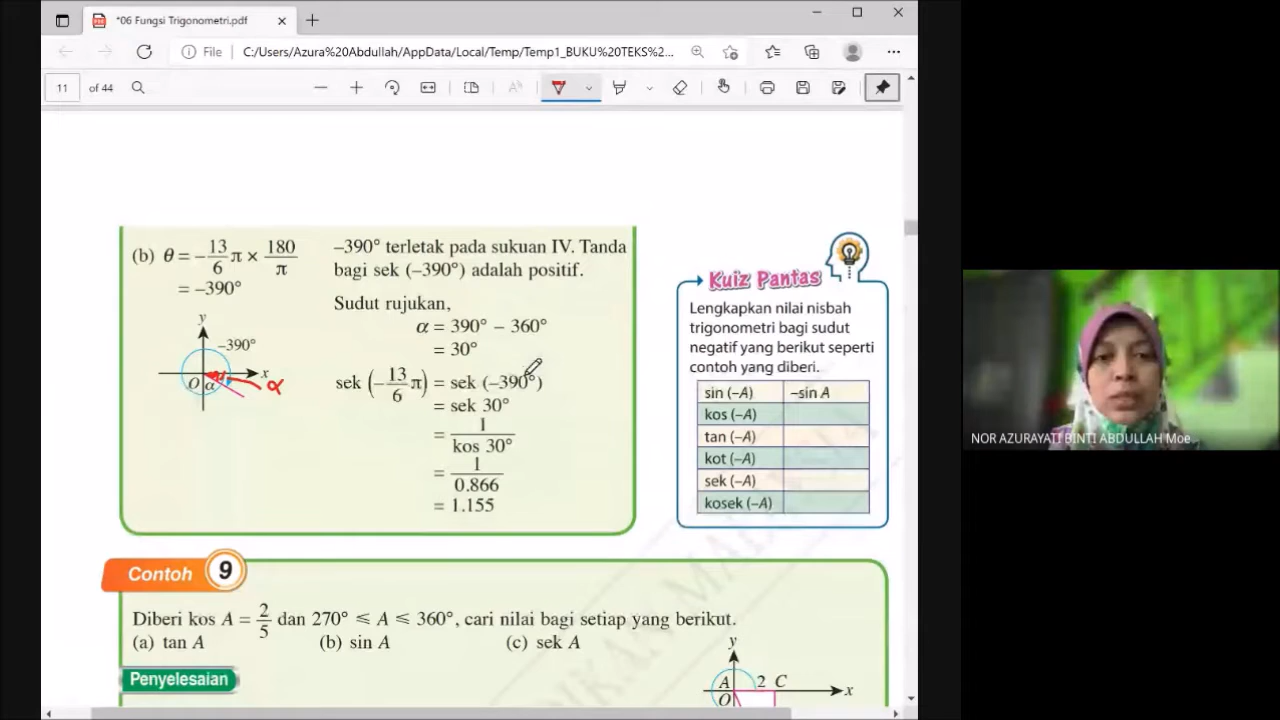 *06 Fungsi Trigonometri.pdf
File C:/Users/Azura%20Abdullah/AppData/Local/Temp/Temp1_BUKU%20TEKS%2...
11 of 44
(b) θ = −13/6 π × 180/π
= −390°
y
−390°
x
O α
α
−390° terletak pada sukuan IV. Tanda
bagi sek (−390°) adalah positif.
Sudut rujukan,
α = 390° − 360°
= 30°
sek (−13/6 π) = sek (−390°)
= sek 30°
= 1/kos 30°
= 1/0.866
= 1.155
Kuiz Pantas
Lengkapkan nilai nisbah
trigonometri bagi sudut
negatif yang berikut seperti
contoh yang diberi.
sin (−A) −sin A
kos (−A)
tan (−A)
kot (−A)
sek (−A)
kosek (−A)
NOR AZURAYATI BINTI ABDULLAH Moe
Contoh 9
Diberi kos A = 2/5 dan 270° ⩽ A ⩽ 360°, cari nilai bagi setiap yang berikut.
(a) tan A (b) sin A (c) sek A
Penyelesaian
y
A 2 C
x
O